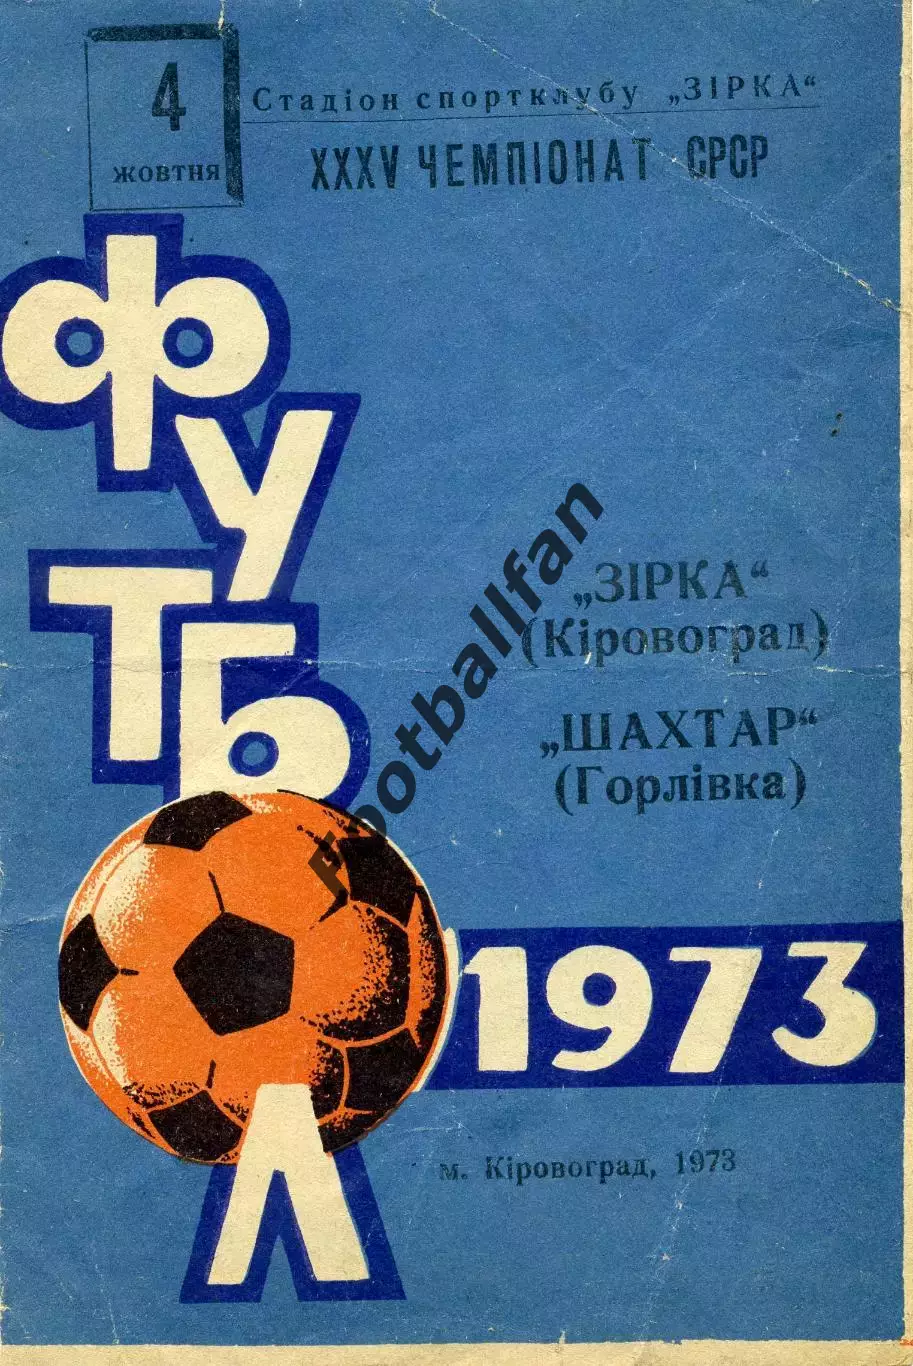 4
жовтня
Стадіон спортклубу „ЗІРКА“
XXXV ЧЕМПІОНАТ СРСР
ФУТБОЛ
„ЗІРКА“
(Кіровоград)
„ШАХТАР“
(Горлівка)
1973
м. Кіровоград, 1973
Footballfan